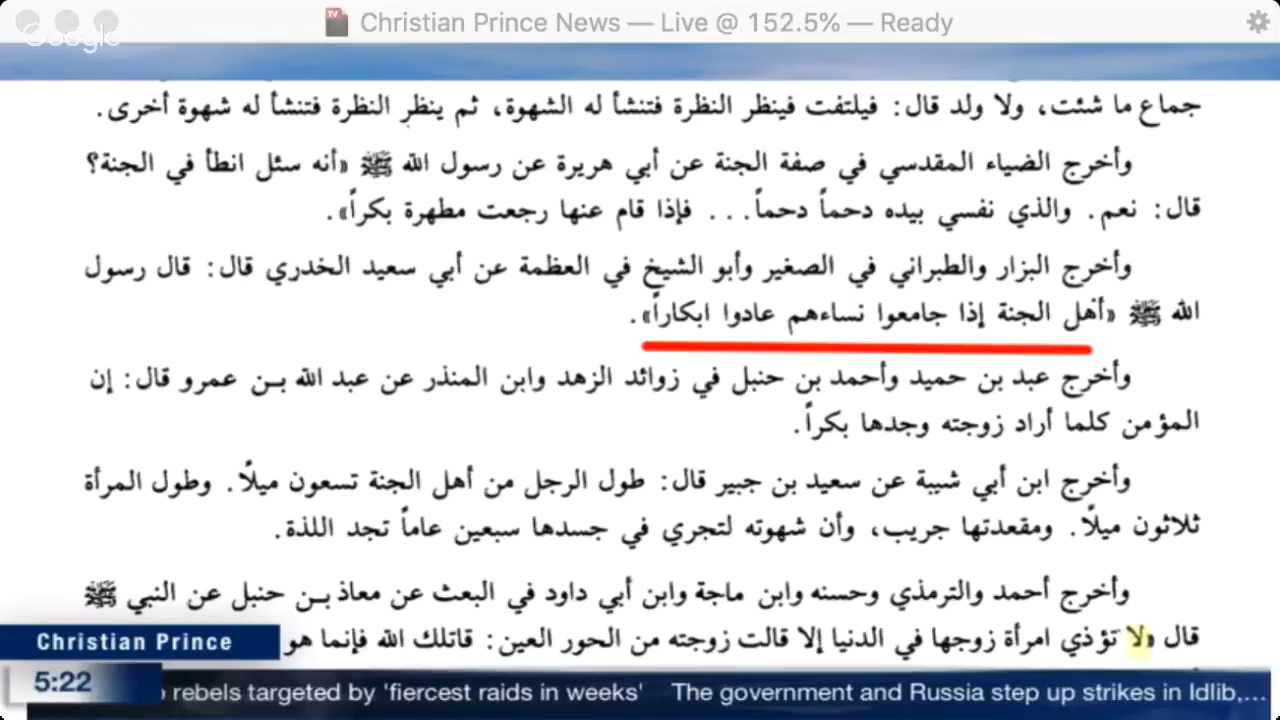 Christian Prince News — Live @ 152.5% — Ready
Google
جماع ما شئت، ولا ولد قال: فيلتفت فينظر النظرة فتنشأ له الشهوة، ثم ينظر النظرة فتنشأ له شهوة أخرى.
وأخرج الضياء المقدسي في صفة الجنة عن أبي هريرة عن رسول الله ﷺ «أنه سئل انطأ في الجنة؟
قال: نعم. والذي نفسي بيده دحماً دحماً... فإذا قام عنها رجعت مطهرة بكراً».
وأخرج البزار والطبراني في الصغير وأبو الشيخ في العظمة عن أبي سعيد الخدري قال: قال رسول
الله ﷺ «أهل الجنة إذا جامعوا نساءهم عادوا ابكاراً».
وأخرج عبد بن حميد وأحمد بن حنبل في زوائد الزهد وابن المنذر عن عبد الله بن عمرو قال: إن
المؤمن كلما أراد زوجته وجدها بكراً.
وأخرج ابن أبي شيبة عن سعيد بن جبير قال: طول الرجل من أهل الجنة تسعون ميلاً. وطول المرأة
ثلاثون ميلاً. ومقعدتها جريب، وأن شهوته لتجري في جسدها سبعين عاماً تجد اللذة.
وأخرج أحمد والترمذي وحسنه وابن ماجة وابن أبي داود في البعث عن معاذ بن حنبل عن النبي ﷺ
قال «لا تؤذي امرأة زوجها في الدنيا إلا قالت زوجته من الحور العين: قاتلك الله فإنما هو
Christian Prince
5:22
rebels targeted by 'fiercest raids in weeks' The government and Russia step up strikes in Idlib,...